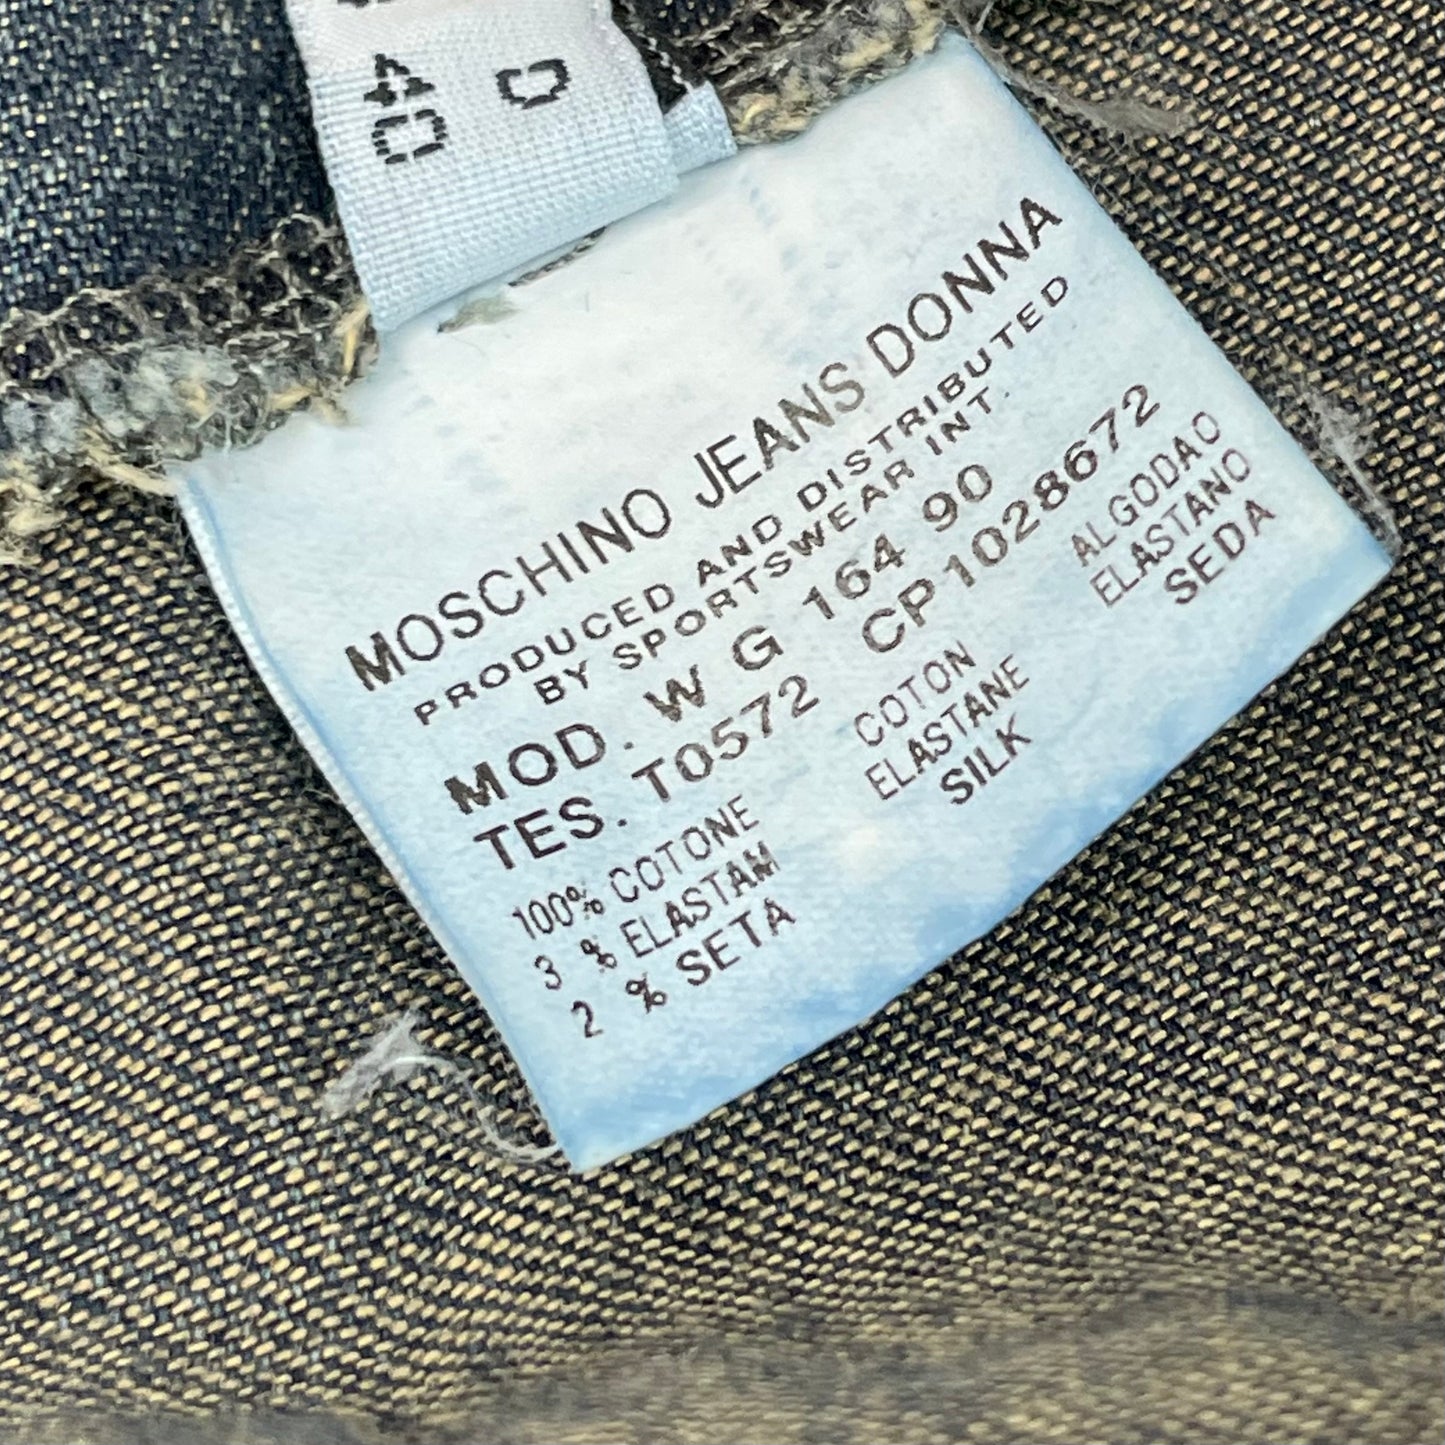 MOSCHINO JEANS DONNA
PRODUCED AND DISTRIBUTED
BY SPORTSWEAR INT.
MOD. W G 164 90
TES. T0572 CP1028672
100% COTONE COTON ALGODAO
3 % ELASTAM ELASTANE ELASTANO
2 % SETA SILK SEDA